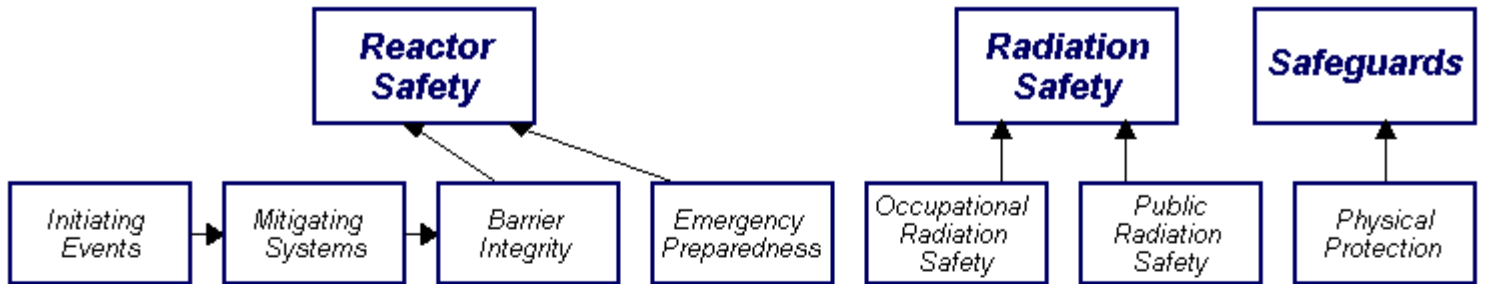 Reactor
Safety
Radiation
Safety
Safeguards
Initiating
Events
Mitigating
Systems
Barrier
Integrity
Emergency
Preparedness
Occupational
Radiation
Safety
Public
Radiation
Safety
Physical
Protection